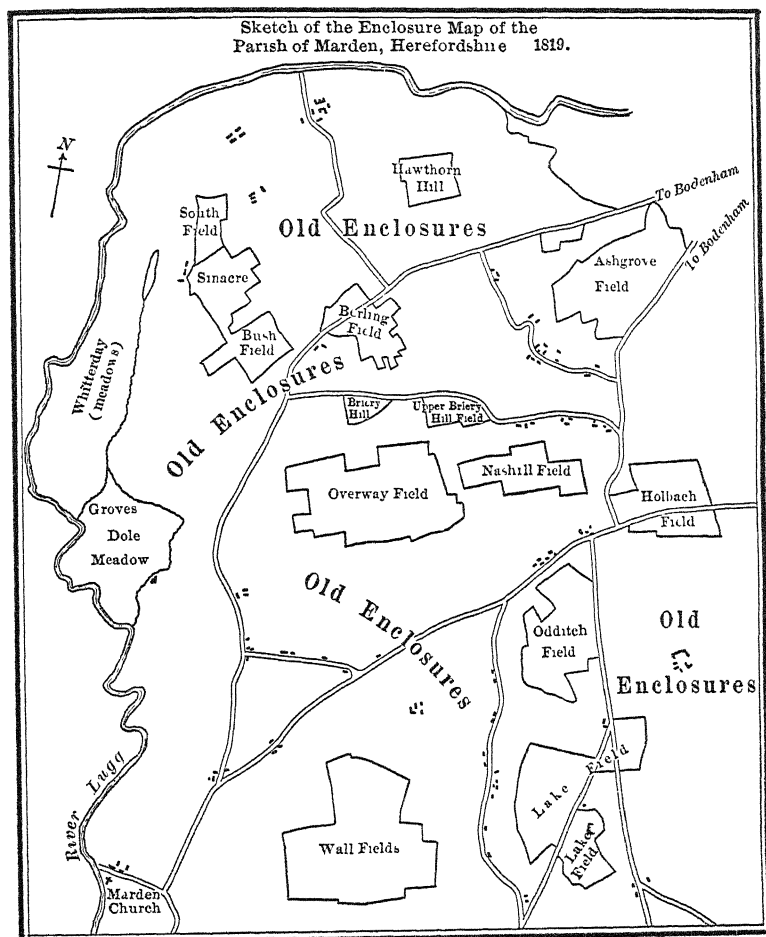 Sketch of the Enclosure Map of the
Parish of Marden, Herefordshire 1819.
N
Hawthorn
Hill
To Bodenham
To Bodenham
South
Field
Old Enclosures
Sinacre
Ashgrove
Field
Berling
Field
Bush
Field
Whitterday
(meadows)
Old Enclosures
Briery
Hill
Upper Briery
Hill Field
Nashill Field
Overway Field
Holbach
Field
Groves
Dole
Meadow
Old Enclosures
Odditch
Field
Old
Enclosures
Lake Field
Lake
Field
River Lugg
Wall Fields
Marden
Church